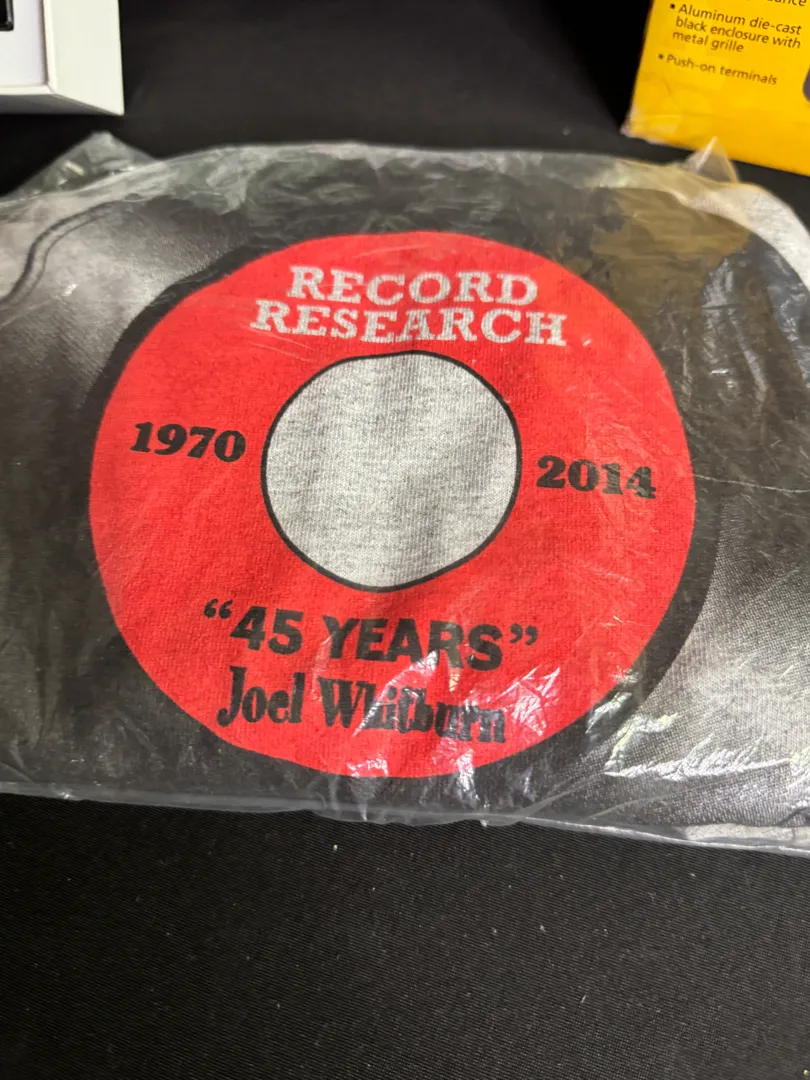 • Aluminum die-cast
black enclosure with
metal grille
• Push-on terminals
RECORD
RESEARCH
1970
2014
“45 YEARS”
Joel Whitburn